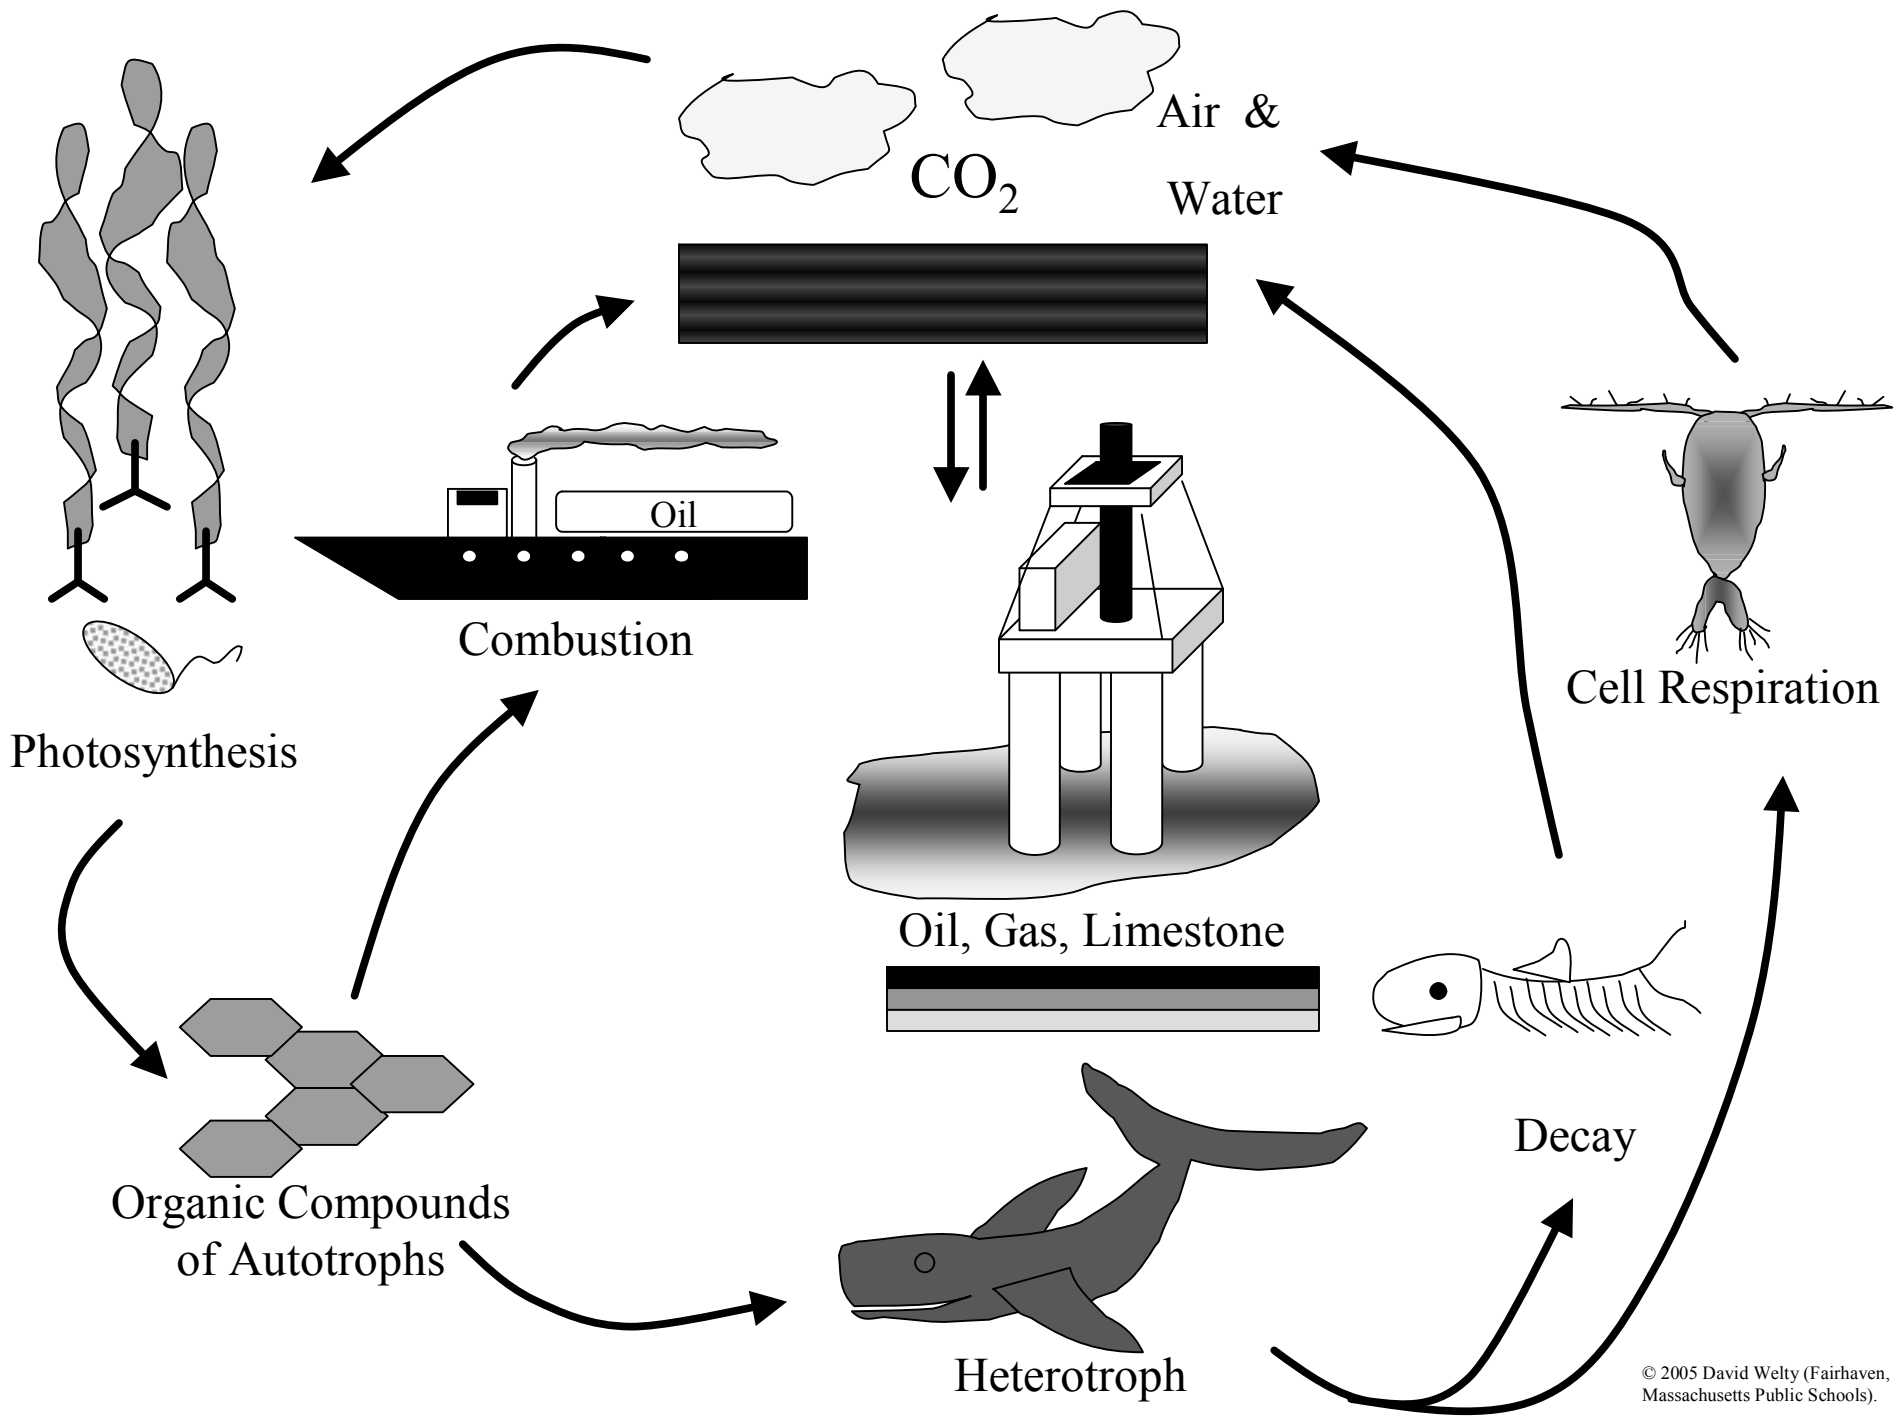 Air &
CO₂
Water
Oil
Combustion
Cell Respiration
Photosynthesis
Oil, Gas, Limestone
Decay
Organic Compounds
of Autotrophs
Heterotroph
© 2005 David Welty (Fairhaven,
Massachusetts Public Schools).